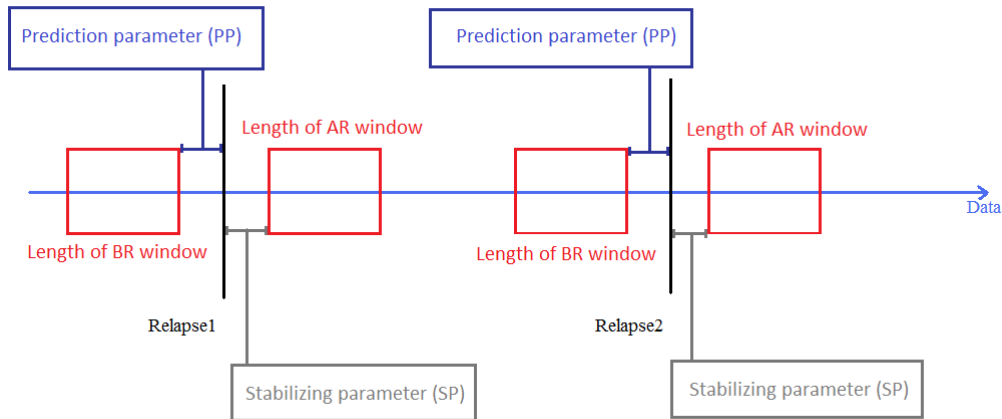 Prediction parameter (PP)
Prediction parameter (PP)
Length of AR window
Length of AR window
Data
Length of BR window
Length of BR window
Relapse1
Relapse2
Stabilizing parameter (SP)
Stabilizing parameter (SP)